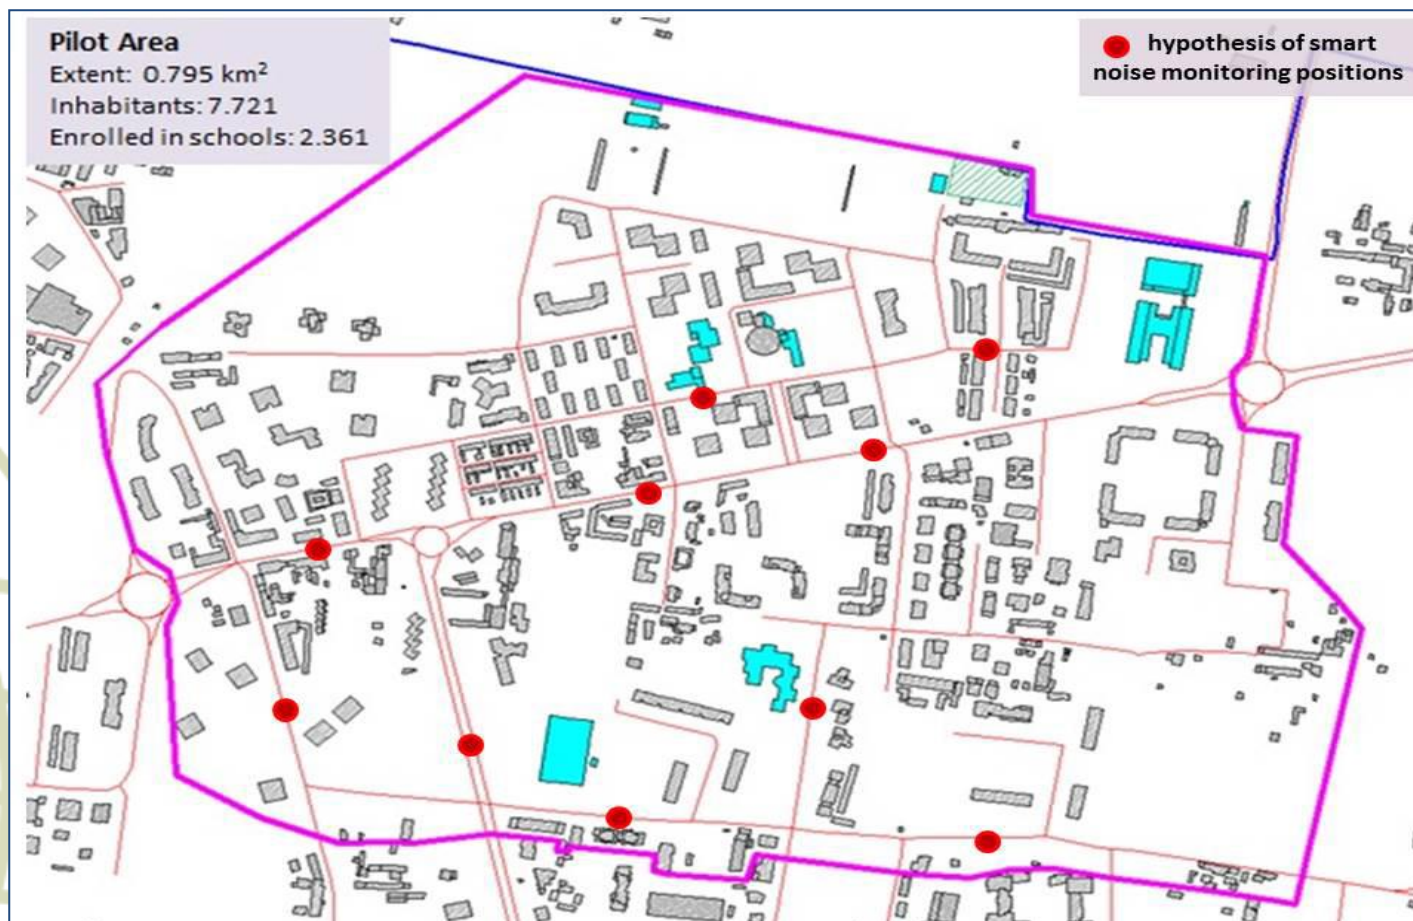 Pilot Area
Extent: 0.795 km²
Inhabitants: 7.721
Enrolled in schools: 2.361
hypothesis of smart
noise monitoring positions